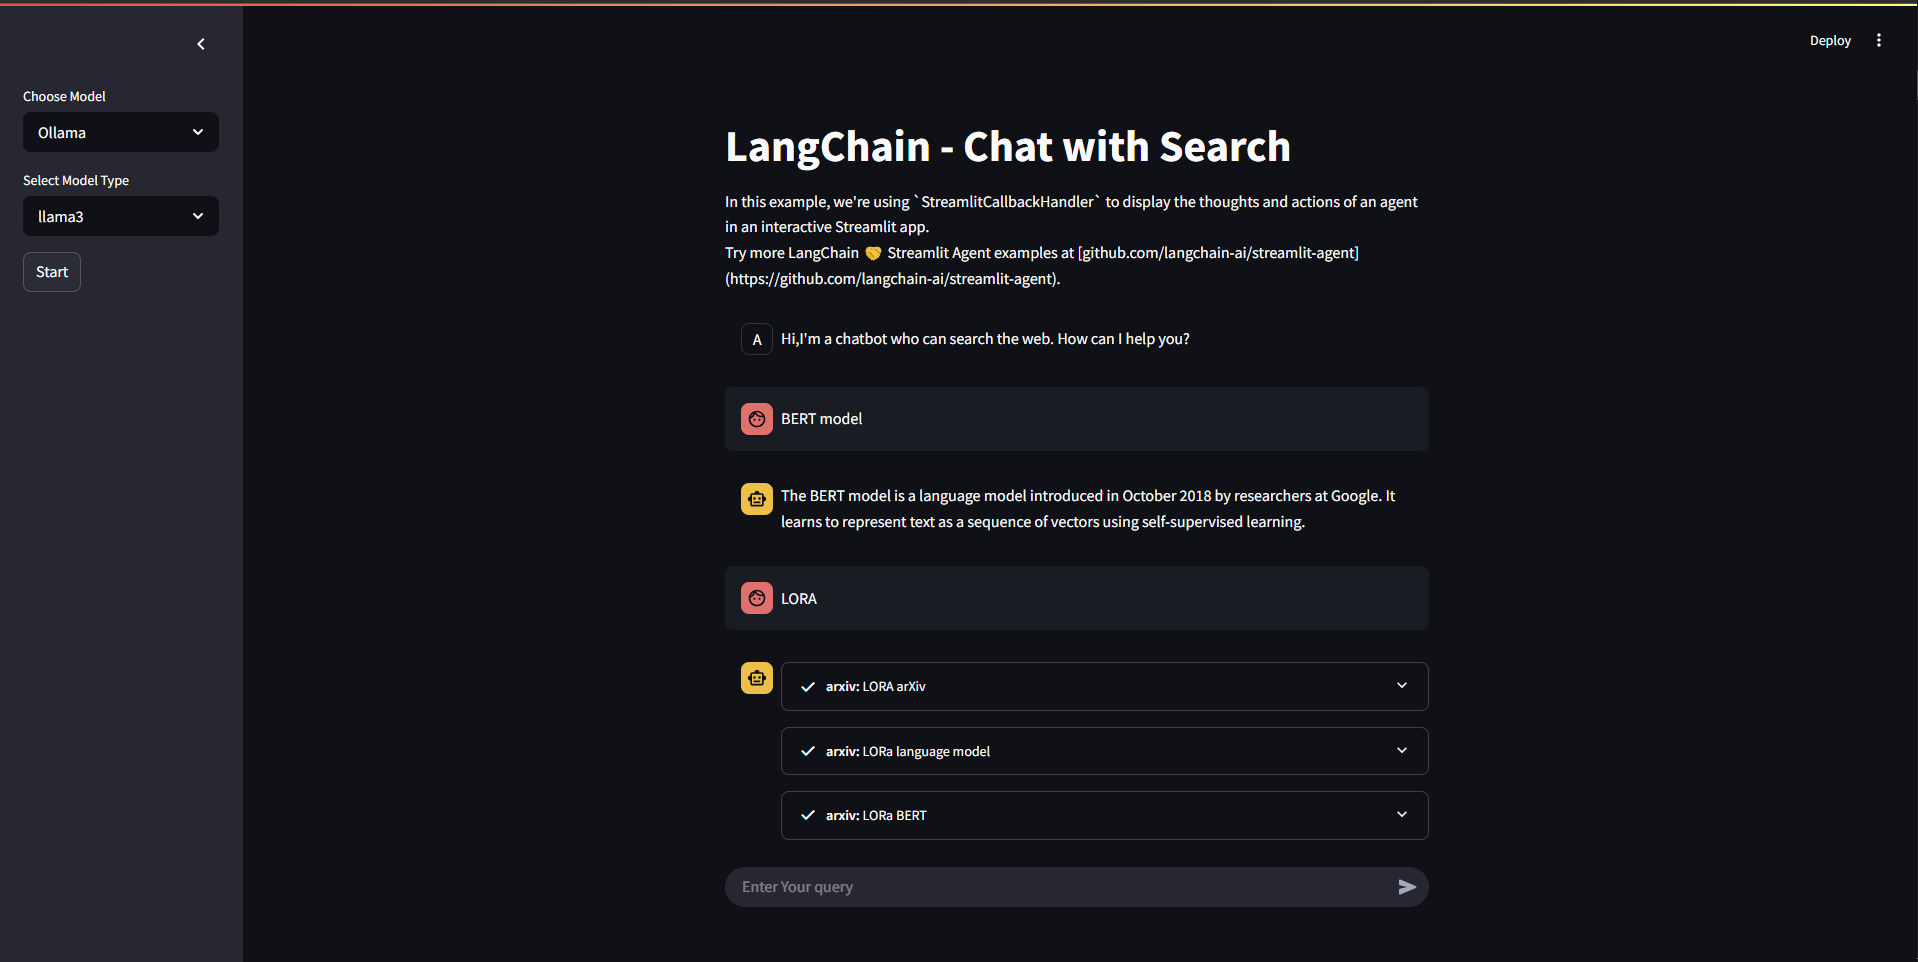 Deploy
Choose Model
Ollama
Select Model Type
llama3
Start
LangChain - Chat with Search
In this example, we're using `StreamlitCallbackHandler` to display the thoughts and actions of an agent
in an interactive Streamlit app.
Try more LangChain 🤝 Streamlit Agent examples at [github.com/langchain-ai/streamlit-agent]
(https://github.com/langchain-ai/streamlit-agent).
A Hi,I'm a chatbot who can search the web. How can I help you?
BERT model
The BERT model is a language model introduced in October 2018 by researchers at Google. It
learns to represent text as a sequence of vectors using self-supervised learning.
LORA
arxiv: LORA arXiv
arxiv: LORa language model
arxiv: LORa BERT
Enter Your query